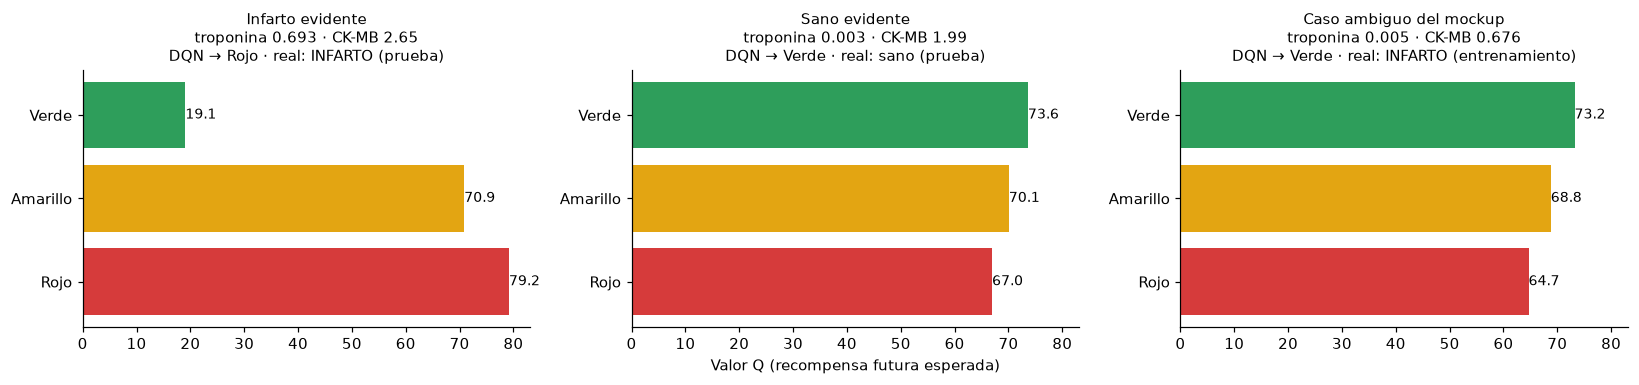 Infarto evidente
troponina 0.693 · CK-MB 2.65
DQN → Rojo · real: INFARTO (prueba)
Verde
19.1
Amarillo
70.9
Rojo
79.2
0 10 20 30 40 50 60 70 80
Sano evidente
troponina 0.003 · CK-MB 1.99
DQN → Verde · real: sano (prueba)
Verde
73.6
Amarillo
70.1
Rojo
67.0
0 10 20 30 40 50 60 70 80
Valor Q (recompensa futura esperada)
Caso ambiguo del mockup
troponina 0.005 · CK-MB 0.676
DQN → Verde · real: INFARTO (entrenamiento)
Verde
73.2
Amarillo
68.8
Rojo
64.7
0 10 20 30 40 50 60 70 80